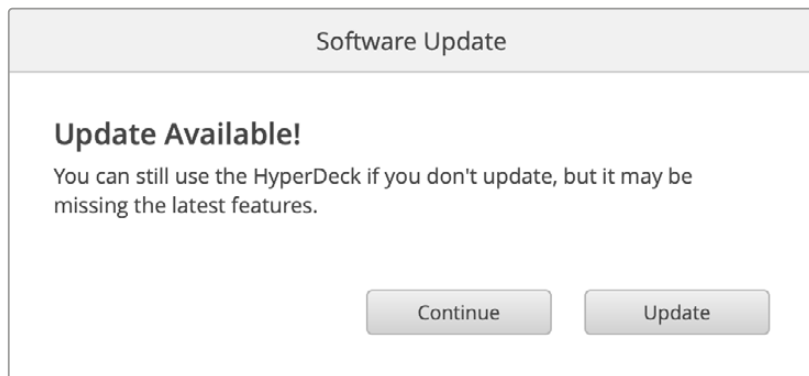 Software Update
Update Available!
You can still use the HyperDeck if you don't update, but it may be
missing the latest features.
Continue
Update